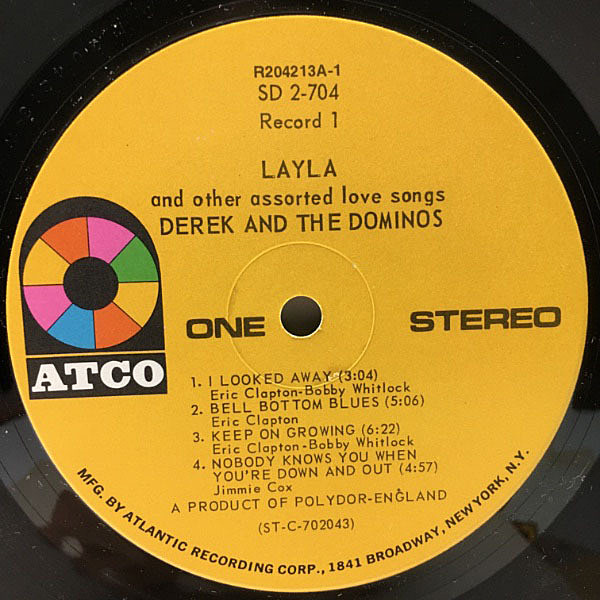 R204213A-1
SD 2-704
Record 1
LAYLA
and other assorted love songs
DEREK AND THE DOMINOS
ATCO
ONE
STEREO
1. I LOOKED AWAY (3:04)
Eric Clapton-Bobby Whitlock
2. BELL BOTTOM BLUES (5:06)
Eric Clapton
3. KEEP ON GROWING (6:22)
Eric Clapton-Bobby Whitlock
4. NOBODY KNOWS YOU WHEN
YOU'RE DOWN AND OUT (4:57)
Jimmie Cox
A PRODUCT OF POLYDOR-ENGLAND
(ST-C-702043)
MFG. BY ATLANTIC RECORDING CORP., 1841 BROADWAY, NEW YORK, N.Y.